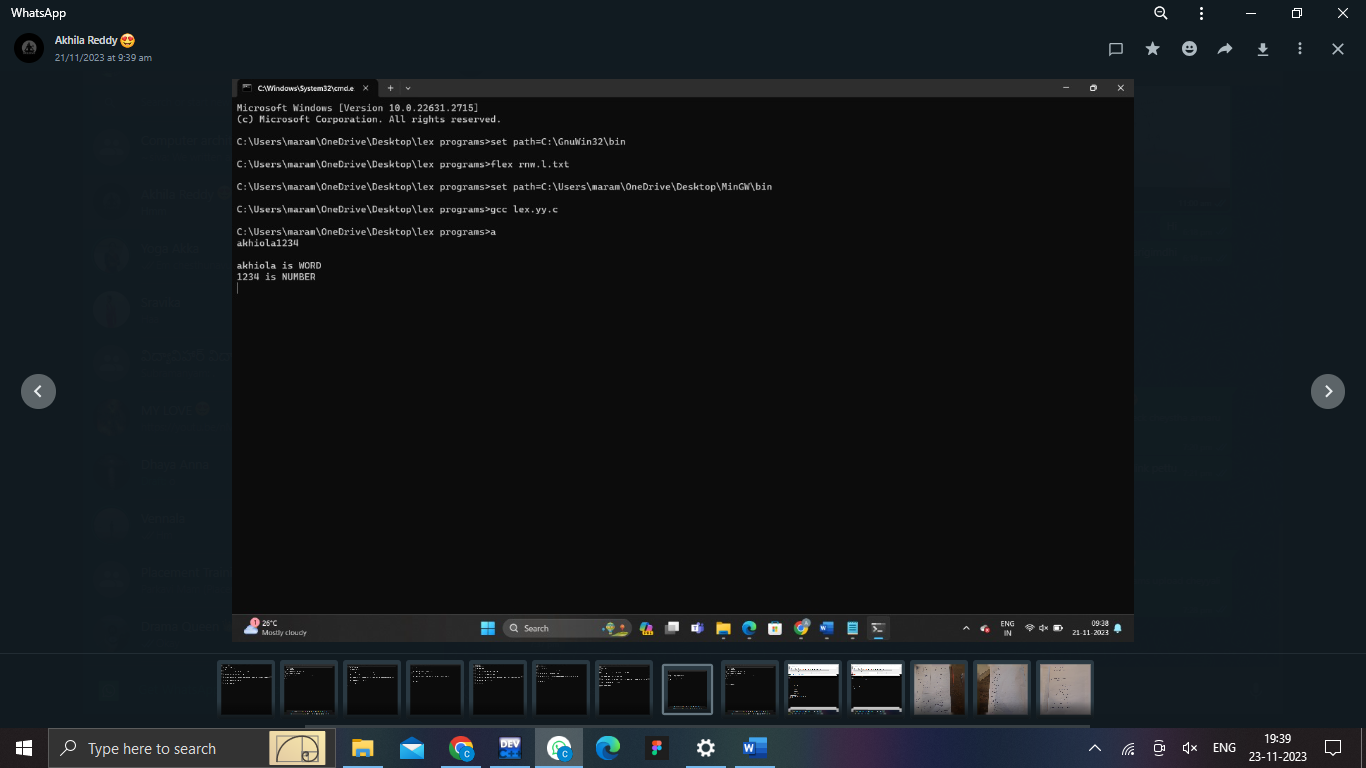 WhatsApp
Akhila Reddy 😍
21/11/2023 at 9:39 am
C:\Windows\System32\cmd.e
Microsoft Windows [Version 10.0.22631.2715]
(c) Microsoft Corporation. All rights reserved.
C:\Users\maram\OneDrive\Desktop\lex programs>set path=C:\GnuWin32\bin
C:\Users\maram\OneDrive\Desktop\lex programs>flex rnw.l.txt
C:\Users\maram\OneDrive\Desktop\lex programs>set path=C:\Users\maram\OneDrive\Desktop\MinGW\bin
C:\Users\maram\OneDrive\Desktop\lex programs>gcc lex.yy.c
C:\Users\maram\OneDrive\Desktop\lex programs>a
akhiola1234
akhiola is WORD
1234 is NUMBER
1
26°C
Mostly cloudy
Search
ENG
IN
09:38
21-11-2023
Type here to search
DEV
ENG
19:39
23-11-2023